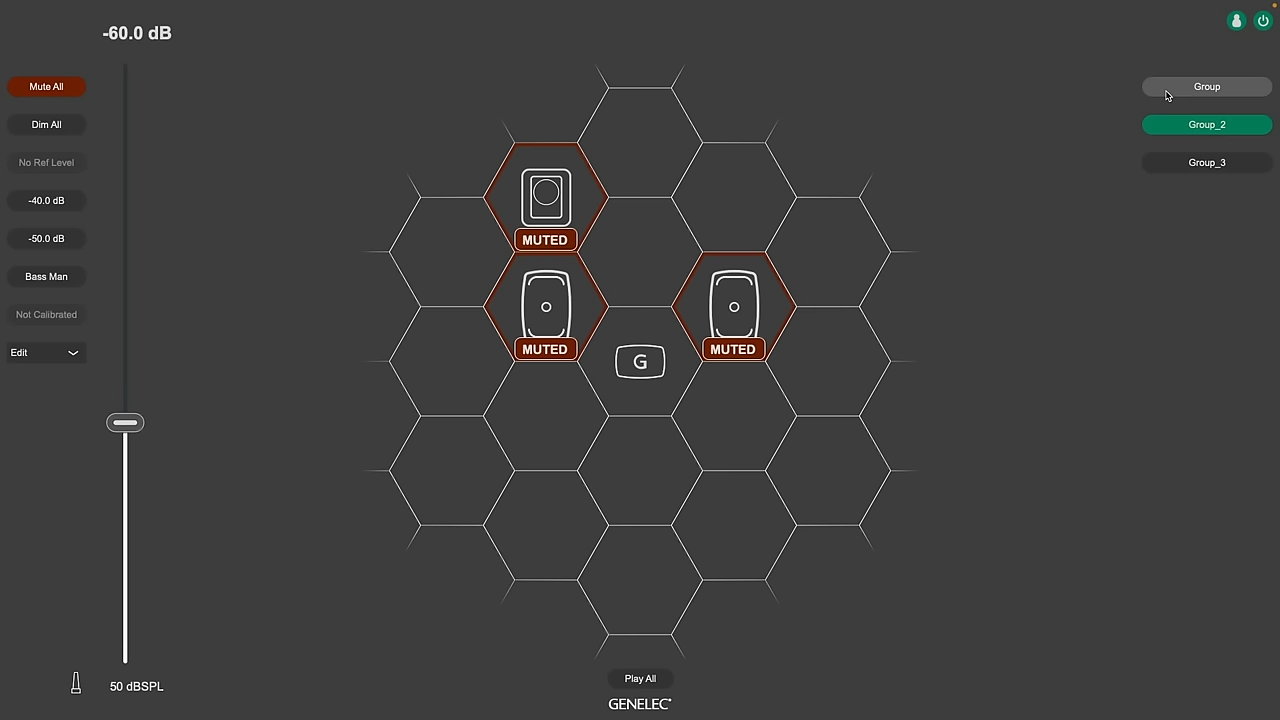 -60.0 dB
Mute All
Dim All
No Ref Level
-40.0 dB
-50.0 dB
Bass Man
Not Calibrated
Edit
50 dBSPL
MUTED
MUTED
MUTED
G
Play All
GENELEC
Group
Group_2
Group_3